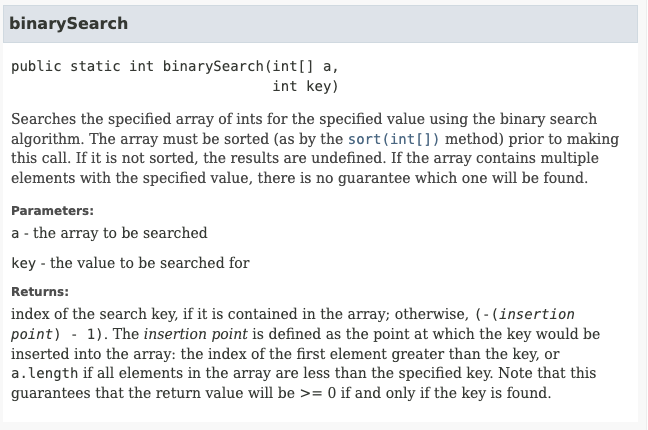 binarySearch
public static int binarySearch(int[] a,
int key)
Searches the specified array of ints for the specified value using the binary search
algorithm. The array must be sorted (as by the sort(int[]) method) prior to making
this call. If it is not sorted, the results are undefined. If the array contains multiple
elements with the specified value, there is no guarantee which one will be found.
Parameters:
a - the array to be searched
key - the value to be searched for
Returns:
index of the search key, if it is contained in the array; otherwise, (-(insertion
point) - 1). The insertion point is defined as the point at which the key would be
inserted into the array: the index of the first element greater than the key, or
a.length if all elements in the array are less than the specified key. Note that this
guarantees that the return value will be >= 0 if and only if the key is found.